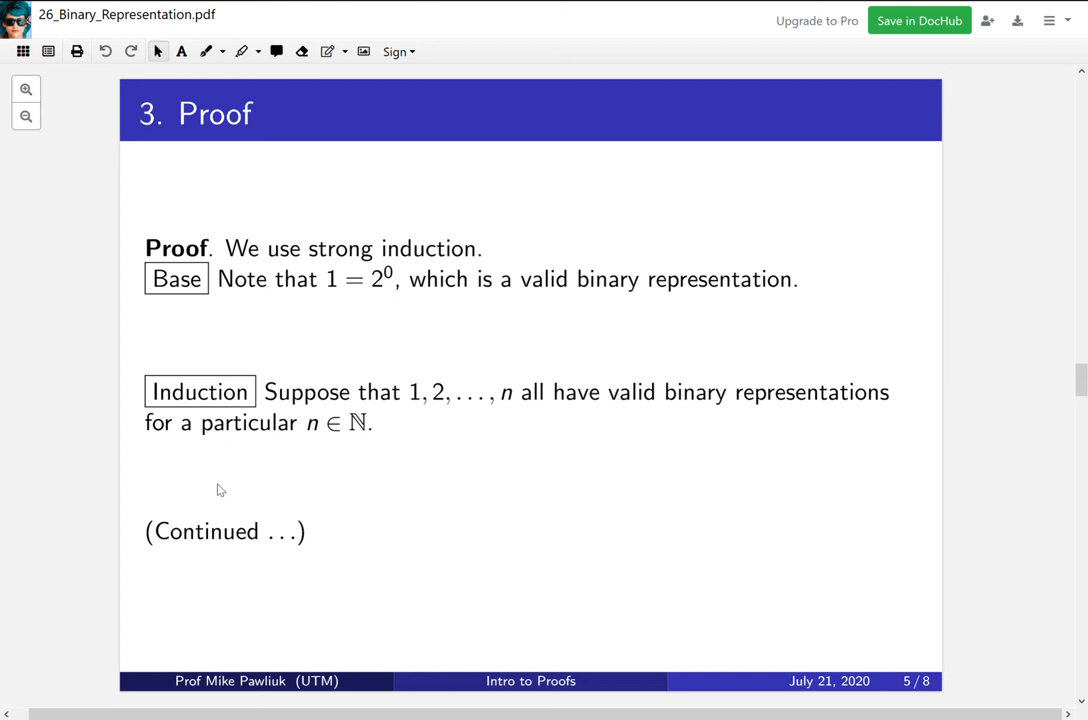 26_Binary_Representation.pdf
Upgrade to Pro
Save in DocHub
A
Sign
3. Proof
Proof. We use strong induction.
Base Note that 1 = 2⁰, which is a valid binary representation.
Induction Suppose that 1, 2, . . . , n all have valid binary representations
for a particular n ∈ ℕ.
(Continued . . .)
Prof Mike Pawliuk (UTM) Intro to Proofs July 21, 2020 5 / 8